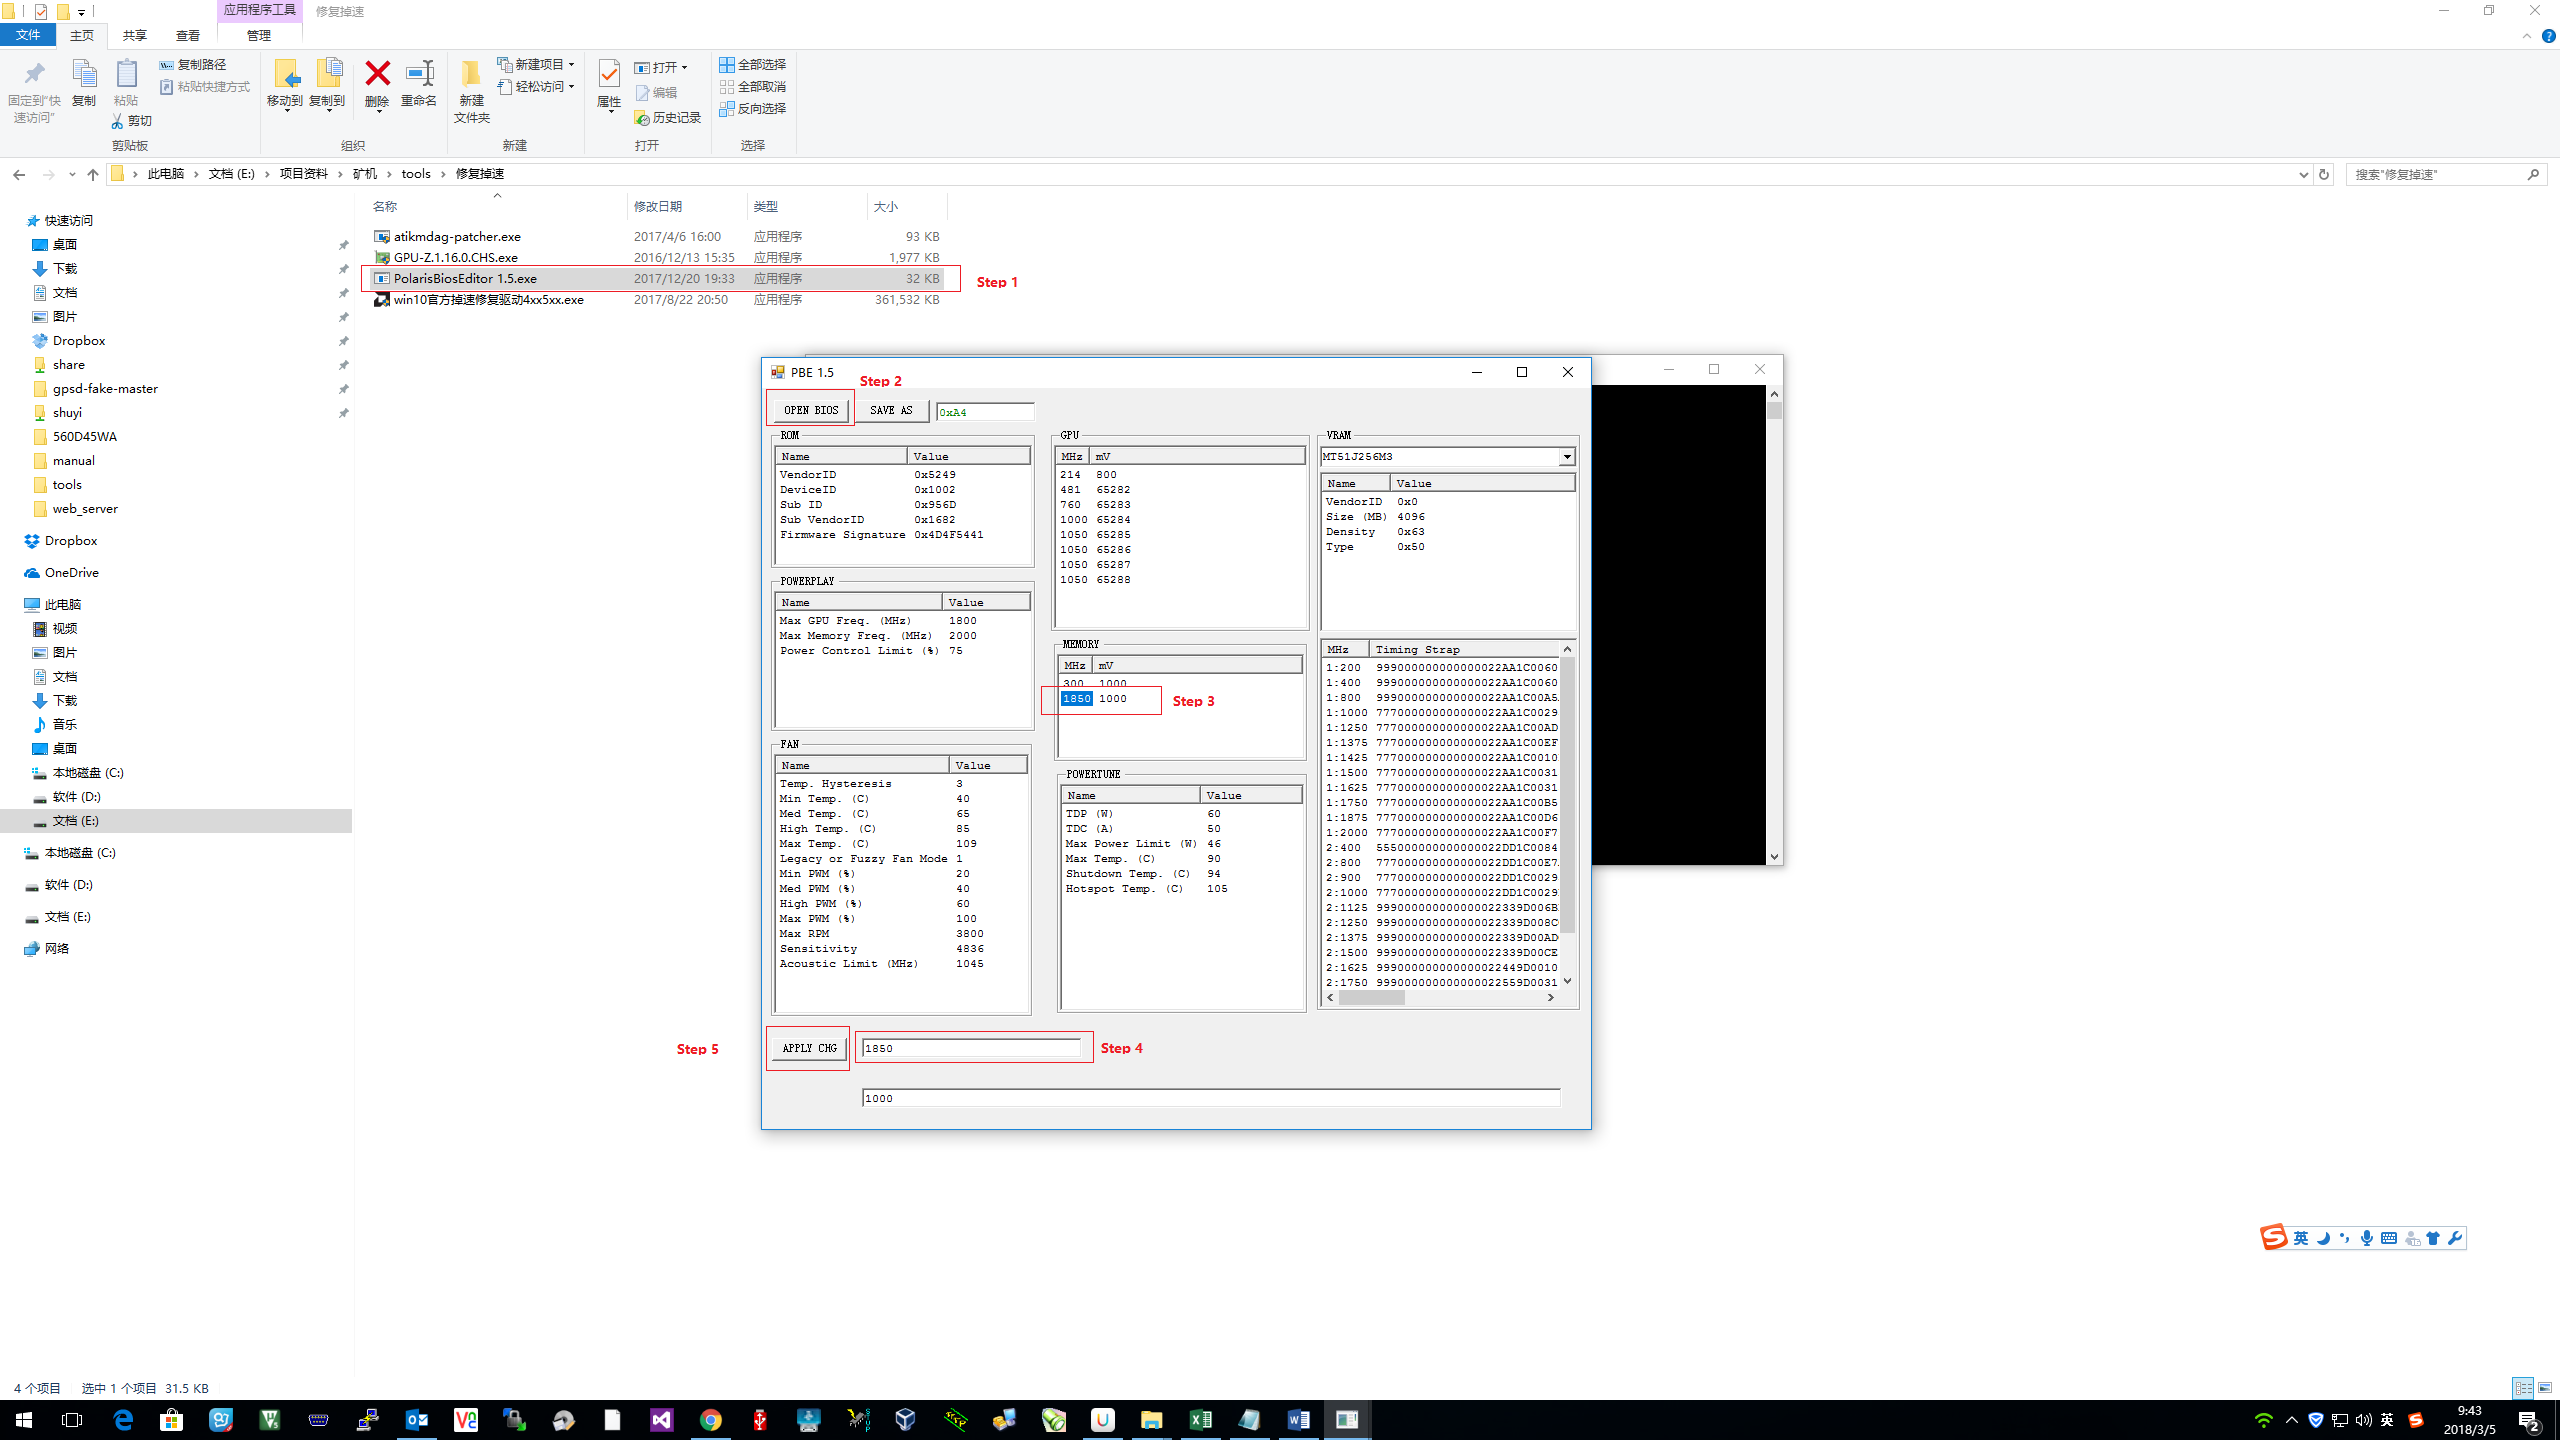 应用程序工具 修复掉速
文件 主页 共享 查看 管理
固定到"快速访问"
复制
粘贴
复制路径
粘贴快捷方式
剪切
剪贴板
移动到 复制到 删除 重命名
组织
新建文件夹
新建项目
轻松访问
新建
属性
打开
编辑
历史记录
打开
全部选择
全部取消
反向选择
选择
此电脑 › 文档 (E:) › 项目资料 › 矿机 › tools › 修复掉速
搜索"修复掉速"
名称 修改日期 类型 大小
atikmdag-patcher.exe 2017/4/6 16:00 应用程序 93 KB
GPU-Z.1.16.0.CHS.exe 2016/12/13 15:35 应用程序 1,977 KB
PolarisBiosEditor 1.5.exe 2017/12/20 19:33 应用程序 32 KB
Step 1
win10官方掉速修复驱动4xx5xx.exe 2017/8/22 20:50 应用程序 361,532 KB
快速访问
桌面
下载
文档
图片
Dropbox
share
gpsd-fake-master
shuyi
560D45WA
manual
tools
web_server
Dropbox
OneDrive
此电脑
视频
图片
文档
下载
音乐
桌面
本地磁盘 (C:)
软件 (D:)
文档 (E:)
本地磁盘 (C:)
软件 (D:)
文档 (E:)
网络
PBE 1.5
Step 2
OPEN BIOS SAVE AS 0xA4
ROM
Name Value
VendorID 0x5249
DeviceID 0x1002
Sub ID 0x956D
Sub VendorID 0x1682
Firmware Signature 0x4D4F5441
POWERPLAY
Name Value
Max GPU Freq. (MHz) 1800
Max Memory Freq. (MHz) 2000
Power Control Limit (%) 75
FAN
Name Value
Temp. Hysteresis 3
Min Temp. (C) 40
Med Temp. (C) 65
High Temp. (C) 85
Max Temp. (C) 109
Legacy or Fuzzy Fan Mode 1
Min PWM (%) 20
Med PWM (%) 40
High PWM (%) 60
Max PWM (%) 100
Max RPM 3800
Sensitivity 4836
Acoustic Limit (MHz) 1045
GPU
MHz mV
214 800
481 65282
760 65283
1000 65284
1050 65285
1050 65286
1050 65287
1050 65288
MEMORY
MHz mV
300 1000
1850 1000
Step 3
POWERTUNE
Name Value
TDP (W) 60
TDC (A) 50
Max Power Limit (W) 46
Max Temp. (C) 90
Shutdown Temp. (C) 94
Hotspot Temp. (C) 105
VRAM
MT51J256M3
Name Value
VendorID 0x0
Size (MB) 4096
Density 0x63
Type 0x50
MHz Timing Strap
1:200 999000000000000022AA1C0060
1:400 999000000000000022AA1C0060
1:800 999000000000000022AA1C00A5
1:1000 777000000000000022AA1C0029
1:1250 777000000000000022AA1C00AD
1:1375 777000000000000022AA1C00EF
1:1425 777000000000000022AA1C0010
1:1500 777000000000000022AA1C0031
1:1625 777000000000000022AA1C0031
1:1750 777000000000000022AA1C00B5
1:1875 777000000000000022AA1C00D6
1:2000 777000000000000022AA1C00F7
2:400 555000000000000022DD1C0084
2:800 777000000000000022DD1C00E7
2:900 777000000000000022DD1C0029
2:1000 777000000000000022DD1C0029
2:1125 999000000000000022339D006B
2:1250 999000000000000022339D008C
2:1375 999000000000000022339D00AD
2:1500 999000000000000022339D00CE
2:1625 999000000000000022449D0010
2:1750 999000000000000022559D0031
Step 5 APPLY CHG 1850 Step 4
1000
英
4 个项目 选中 1 个项目 31.5 KB
英
9:43
2018/3/5
2